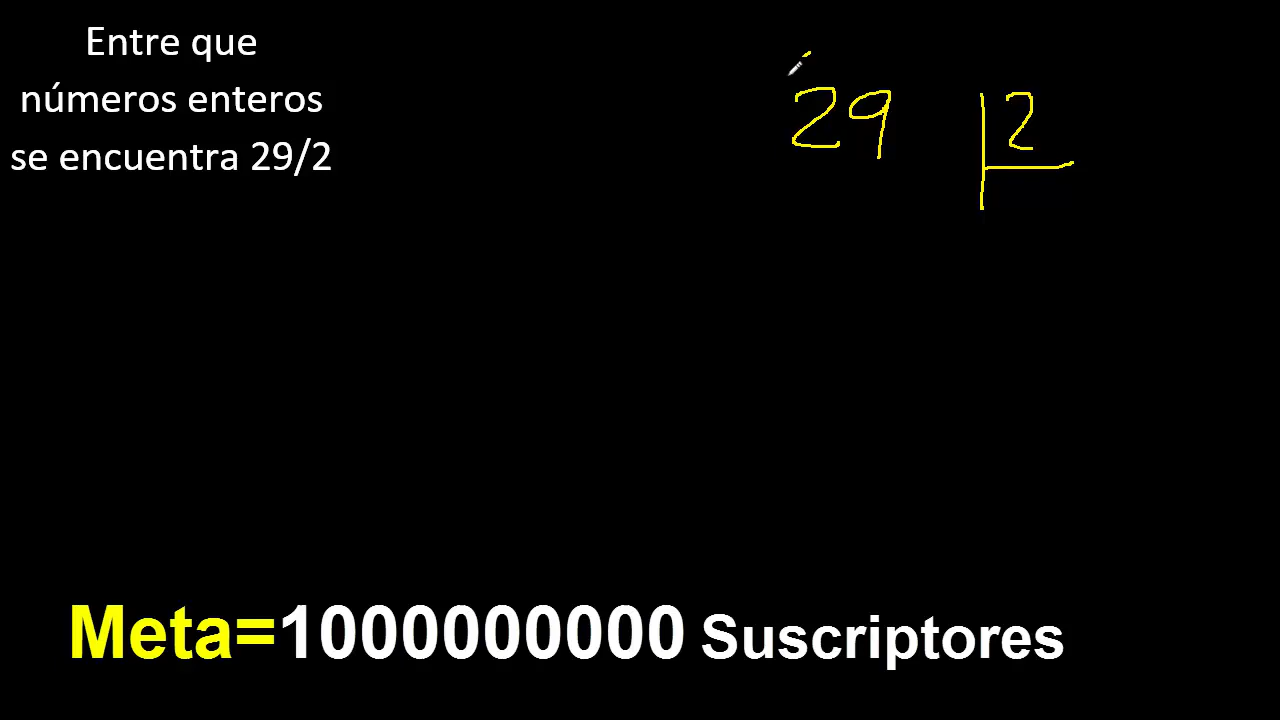 Entre que
números enteros
se encuentra 29/2
29 2
Meta=1000000000 Suscriptores